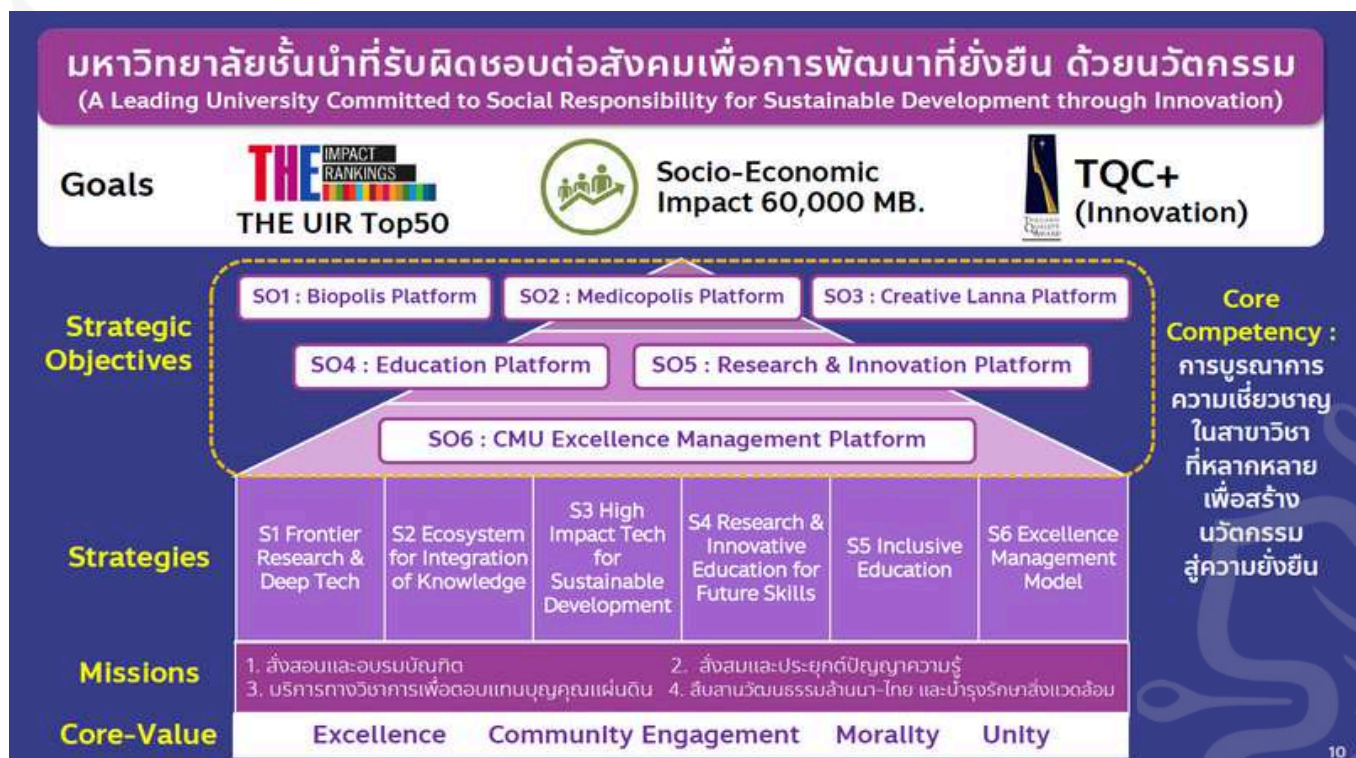 มหาวิทยาลัยชั้นนำที่รับผิดชอบต่อสังคมเพื่อการพัฒนาที่ยั่งยืน ด้วยนวัตกรรม
(A Leading University Committed to Social Responsibility for Sustainable Development through Innovation)
Goals
THE IMPACT
RANKINGS
THE UIR Top50
Socio-Economic
Impact 60,000 MB.
THAILAND
QUALITY
AWARD
TQC+
(Innovation)
Strategic
Objectives
SO1 : Biopolis Platform
SO2 : Medicopolis Platform
SO3 : Creative Lanna Platform
SO4 : Education Platform
SO5 : Research & Innovation Platform
SO6 : CMU Excellence Management Platform
Core
Competency :
การบูรณาการ
ความเชี่ยวชาญ
ในสาขาวิชา
ที่หลากหลาย
เพื่อสร้าง
นวัตกรรม
สู่ความยั่งยืน
Strategies
S1 Frontier
Research &
Deep Tech
S2 Ecosystem
for Integration
of Knowledge
S3 High
Impact Tech
for
Sustainable
Development
S4 Research &
Innovative
Education for
Future Skills
S5 Inclusive
Education
S6 Excellence
Management
Model
Missions
1. สั่งสอนและอบรมบัณฑิต
2. สั่งสมและประยุกต์ปัญญาความรู้
3. บริการทางวิชาการเพื่อตอบแทนบุญคุณแผ่นดิน
4. สืบสานวัฒนธรรมล้านนา-ไทย และบำรุงรักษาสิ่งแวดล้อม
Core-Value
Excellence Community Engagement Morality Unity
10